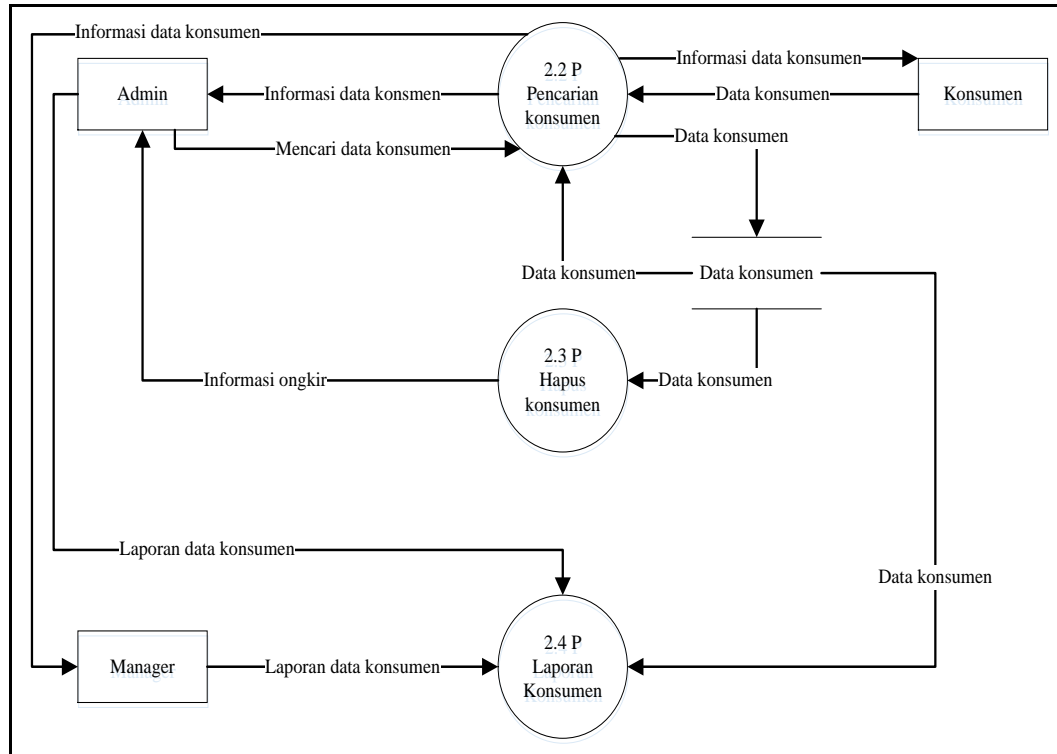 Informasi data konsumen
2.2 P
Pencarian
konsumen
Informasi data konsumen
Admin
Informasi data konsmen
Data konsumen
Konsumen
Mencari data konsumen
Data konsumen
Data konsumen
Data konsumen
2.3 P
Hapus
konsumen
Informasi ongkir
Data konsumen
Laporan data konsumen
Data konsumen
2.4 P
Laporan
Konsumen
Manager
Laporan data konsumen